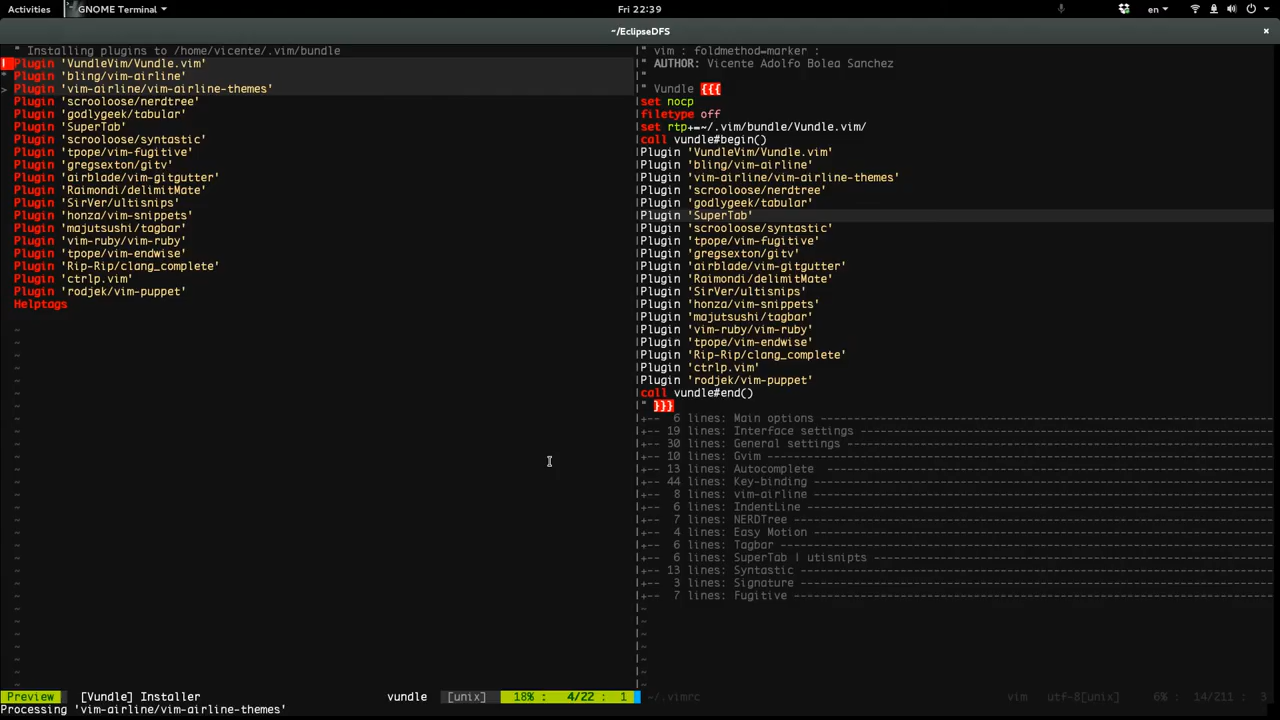 Activities GNOME Terminal Fri 22:39 en
~/EclipseDFS ×
" Installing plugins to /home/vicente/.vim/bundle
! Plugin 'VundleVim/Vundle.vim'
* Plugin 'bling/vim-airline'
> Plugin 'vim-airline/vim-airline-themes'
Plugin 'scrooloose/nerdtree'
Plugin 'godlygeek/tabular'
Plugin 'SuperTab'
Plugin 'scrooloose/syntastic'
Plugin 'tpope/vim-fugitive'
Plugin 'gregsexton/gitv'
Plugin 'airblade/vim-gitgutter'
Plugin 'Raimondi/delimitMate'
Plugin 'SirVer/ultisnips'
Plugin 'honza/vim-snippets'
Plugin 'majutsushi/tagbar'
Plugin 'vim-ruby/vim-ruby'
Plugin 'tpope/vim-endwise'
Plugin 'Rip-Rip/clang_complete'
Plugin 'ctrlp.vim'
Plugin 'rodjek/vim-puppet'
Helptags
Preview [Vundle] Installer vundle [unix] 18% : 4/22 : 1
Processing 'vim-airline/vim-airline-themes'
" vim : foldmethod=marker :
" AUTHOR: Vicente Adolfo Bolea Sanchez
"
" Vundle {{{
set nocp
filetype off
set rtp+=~/.vim/bundle/Vundle.vim/
call vundle#begin()
Plugin 'VundleVim/Vundle.vim'
Plugin 'bling/vim-airline'
Plugin 'vim-airline/vim-airline-themes'
Plugin 'scrooloose/nerdtree'
Plugin 'godlygeek/tabular'
Plugin 'SuperTab'
Plugin 'scrooloose/syntastic'
Plugin 'tpope/vim-fugitive'
Plugin 'gregsexton/gitv'
Plugin 'airblade/vim-gitgutter'
Plugin 'Raimondi/delimitMate'
Plugin 'SirVer/ultisnips'
Plugin 'honza/vim-snippets'
Plugin 'majutsushi/tagbar'
Plugin 'vim-ruby/vim-ruby'
Plugin 'tpope/vim-endwise'
Plugin 'Rip-Rip/clang_complete'
Plugin 'ctrlp.vim'
Plugin 'rodjek/vim-puppet'
call vundle#end()
" }}}
+-- 6 lines: Main options
+-- 19 lines: Interface settings
+-- 30 lines: General settings
+-- 10 lines: Gvim
+-- 13 lines: Autocomplete
+-- 44 lines: Key-binding
+-- 8 lines: vim-airline
+-- 6 lines: IndentLine
+-- 7 lines: NERDTree
+-- 4 lines: Easy Motion
+-- 6 lines: Tagbar
+-- 6 lines: SuperTab | utisnipts
+-- 13 lines: Syntastic
+-- 3 lines: Signature
+-- 7 lines: Fugitive
~/.vimrc vim utf-8[unix] 6% : 14/211 : 3